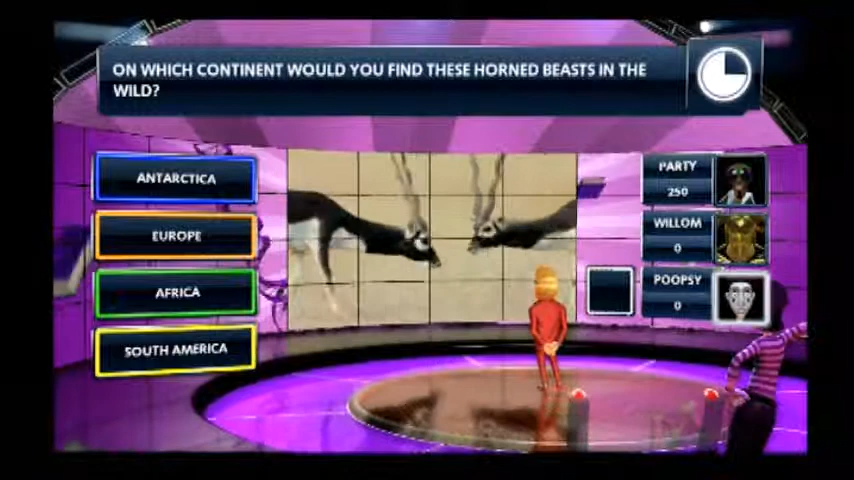 ON WHICH CONTINENT WOULD YOU FIND THESE HORNED BEASTS IN THE
WILD?
ANTARCTICA
EUROPE
AFRICA
SOUTH AMERICA
PARTY
250
WILLOM
0
POOPSY
0